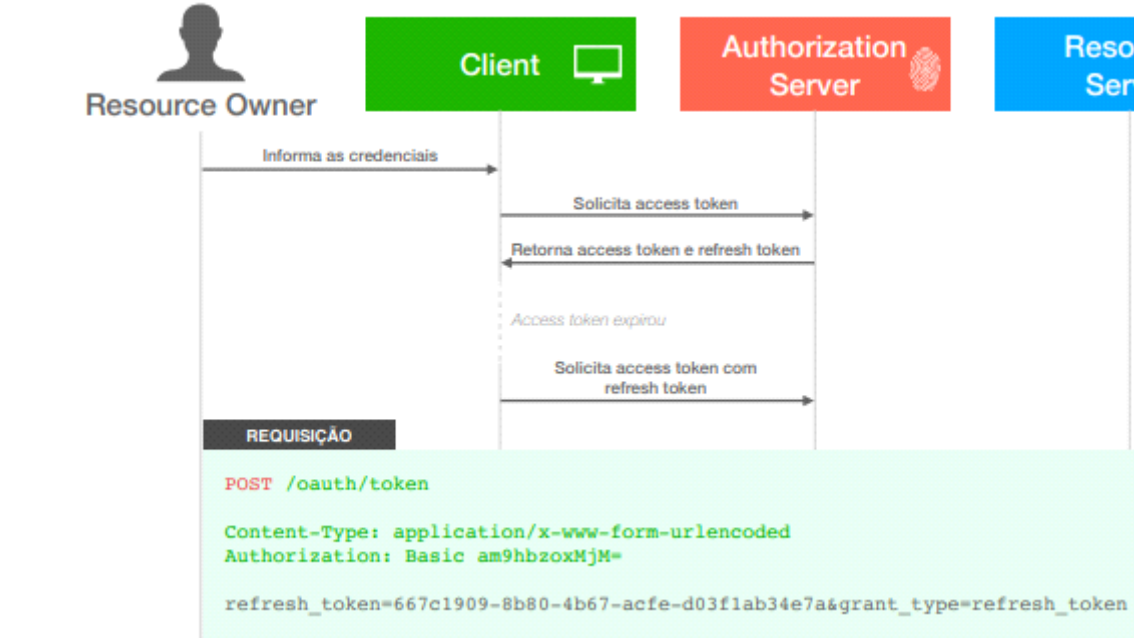 Resource Owner
Client
Authorization
Server
Informa as credenciais
Solicita access token
Retorna access token e refresh token
Access token expirou
Solicita access token com
refresh token
REQUISIÇÃO
POST /oauth/token
Content-Type: application/x-www-form-urlencoded
Authorization: Basic am9hbzoxMjM=
refresh_token=667c1909-8b80-4b67-acfe-d03f1ab34e7a&grant_type=refresh_token